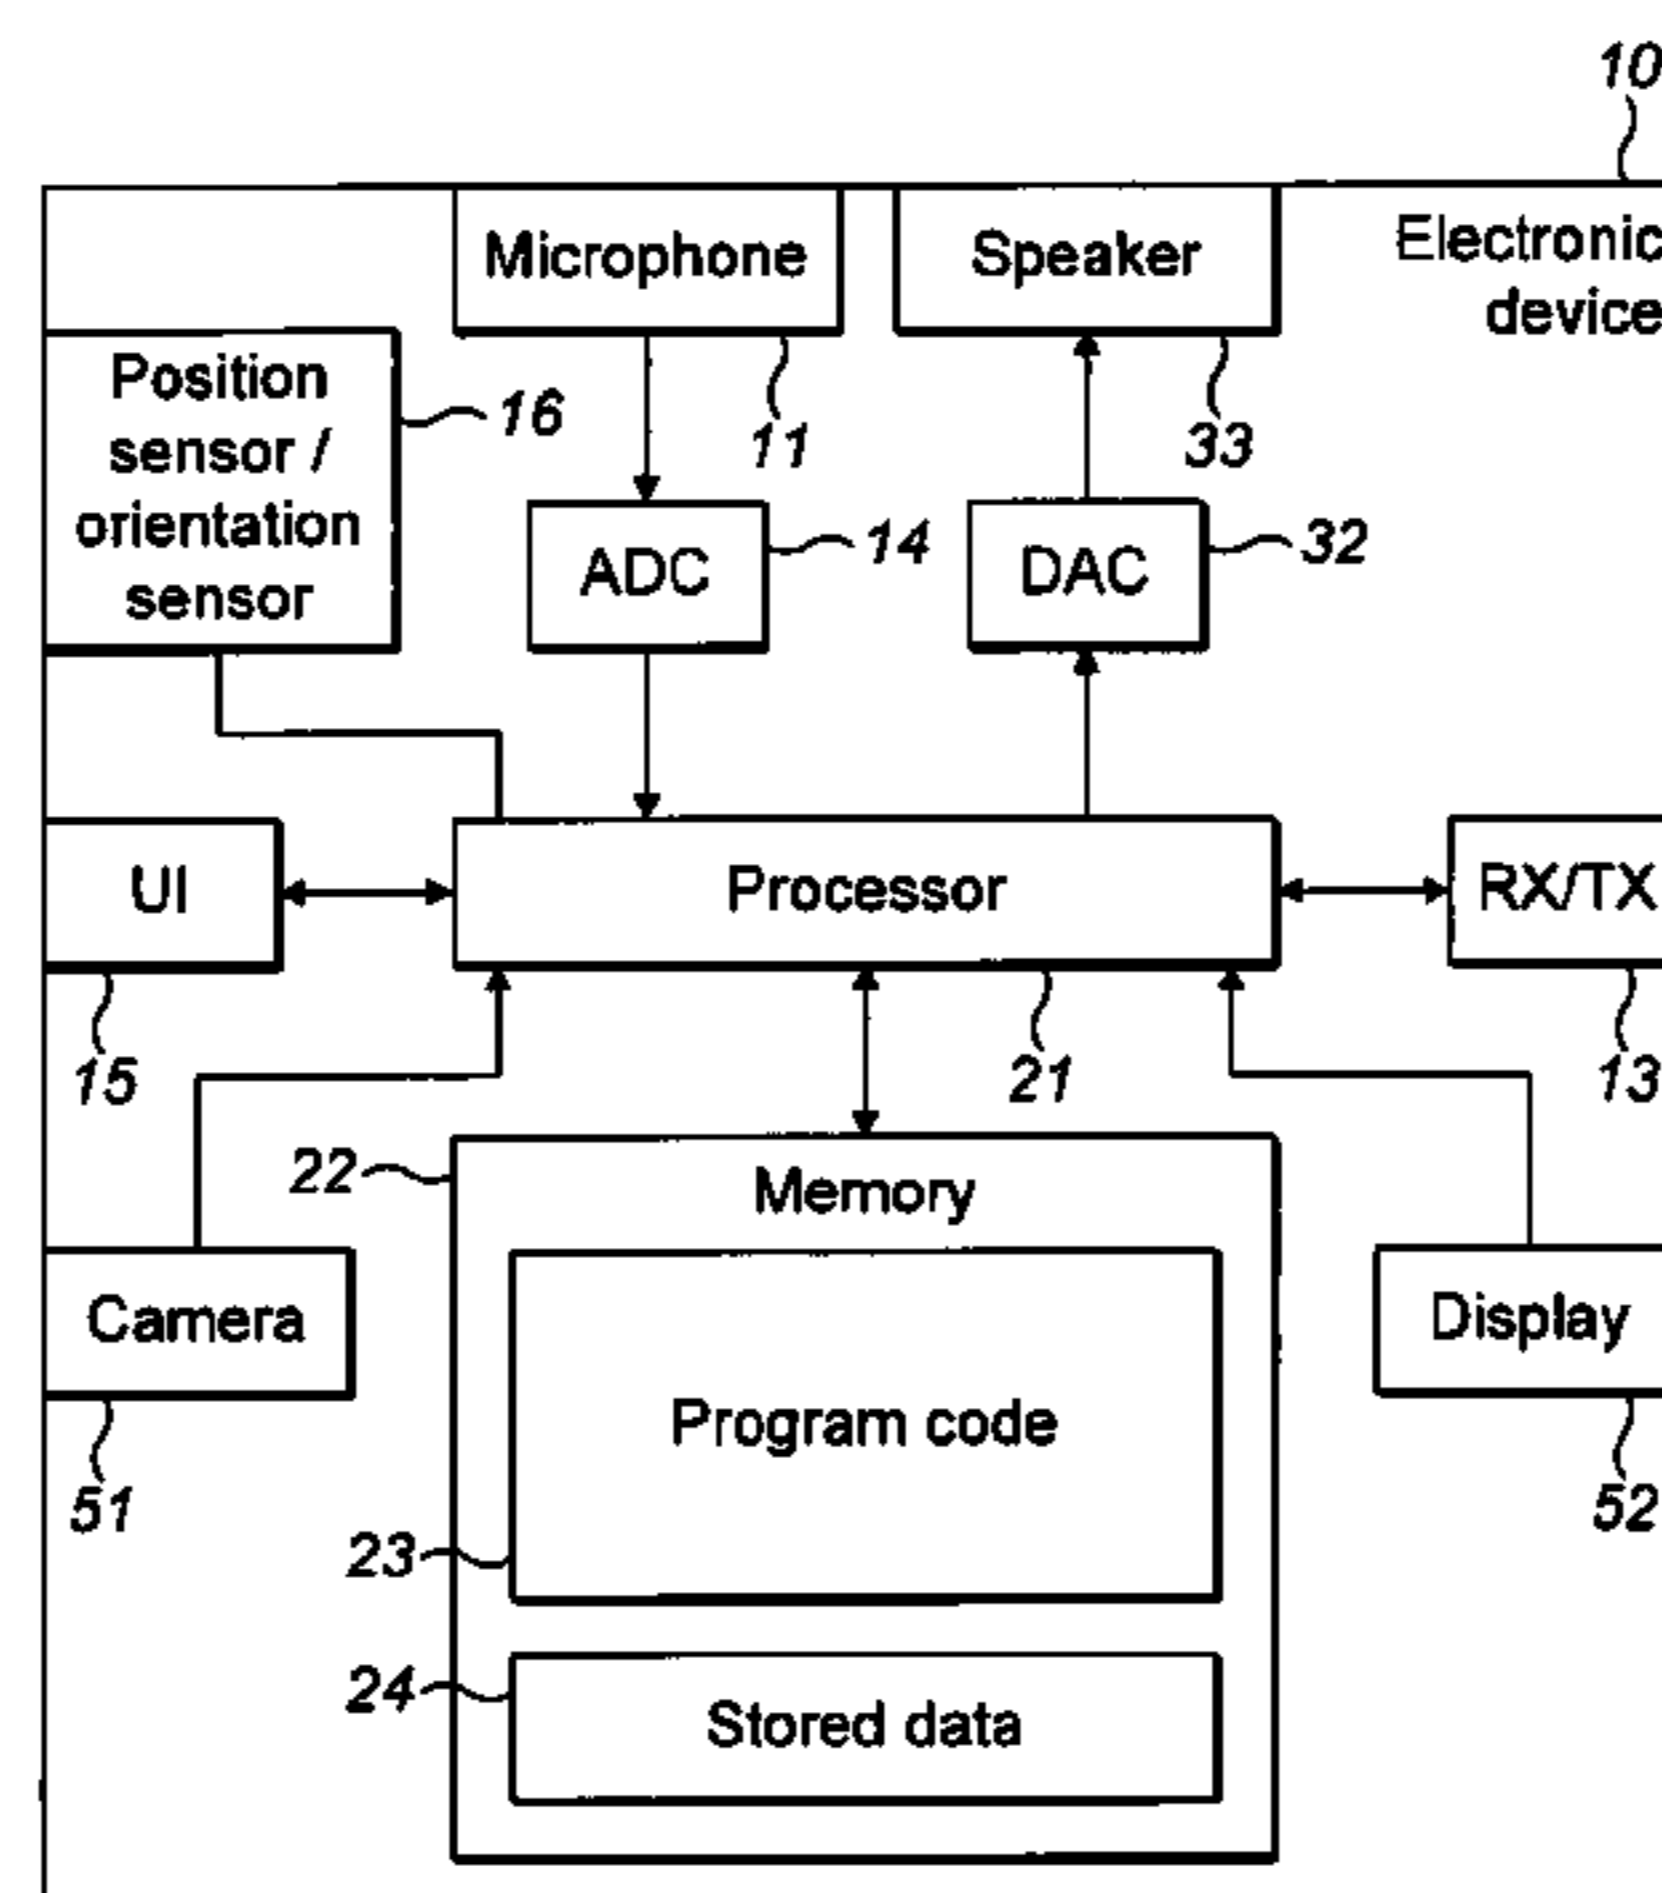 10
Microphone
Speaker
Electronic
device
Position
sensor /
orientation
sensor
16
11
33
ADC
14
DAC
32
UI
Processor
RX/TX
15
21
13
22
Memory
Camera
Display
Program code
51
52
23
24
Stored data